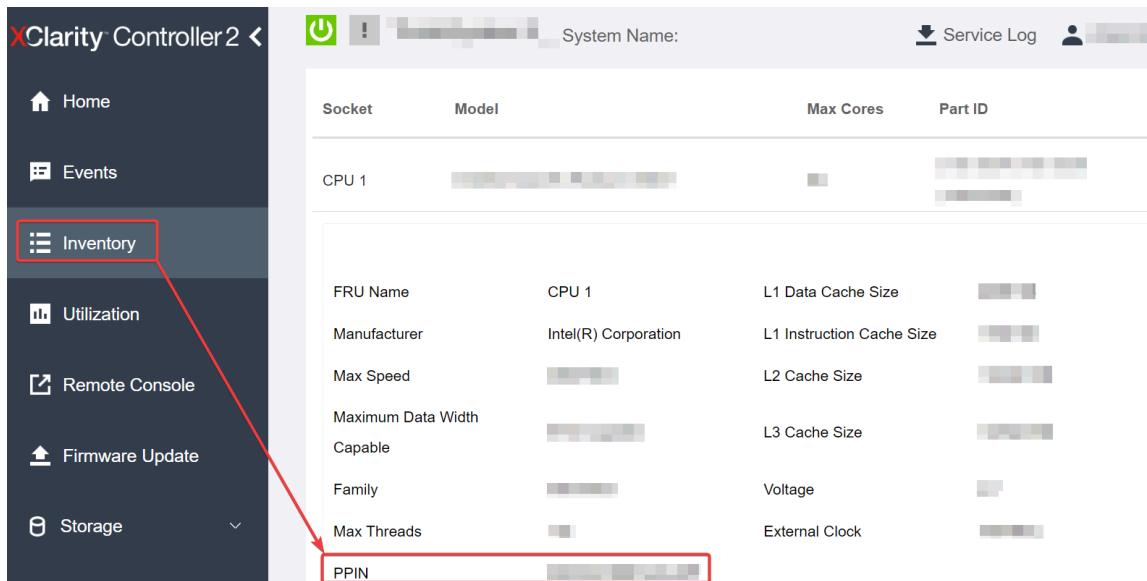 XClarity Controller 2
System Name:
Service Log
Home
Events
Inventory
Utilization
Remote Console
Firmware Update
Storage
Socket Model Max Cores Part ID
CPU 1
FRU Name CPU 1 L1 Data Cache Size
Manufacturer Intel(R) Corporation L1 Instruction Cache Size
Max Speed L2 Cache Size
Maximum Data Width
Capable
L3 Cache Size
Family Voltage
Max Threads External Clock
PPIN